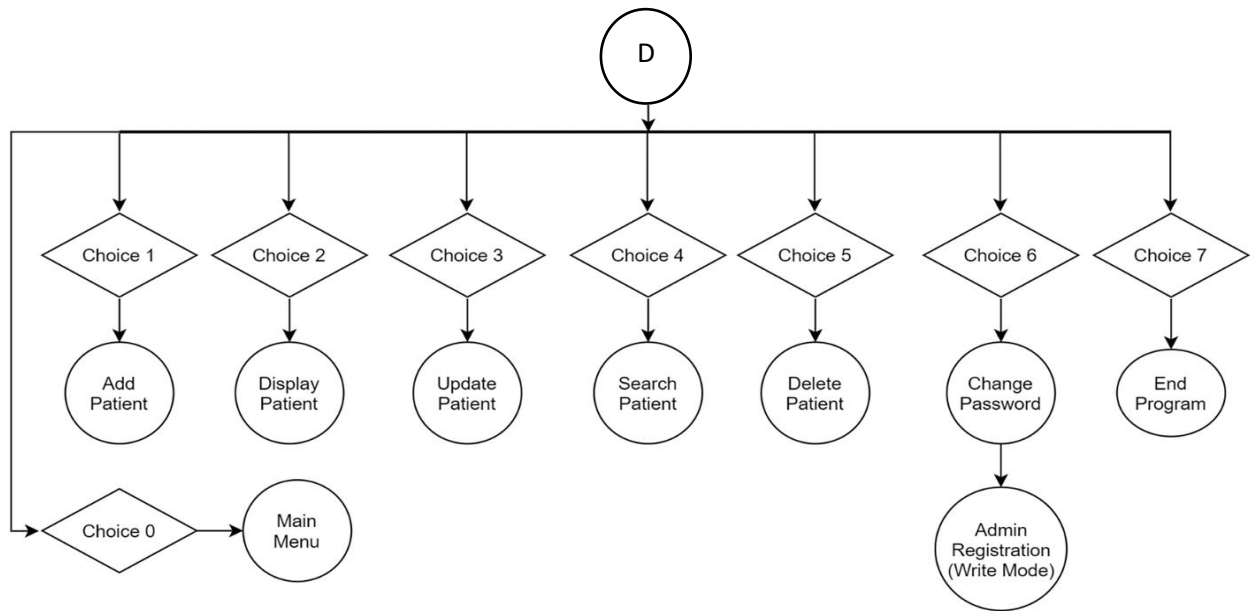 D
Choice 1
Choice 2
Choice 3
Choice 4
Choice 5
Choice 6
Choice 7
Add
Patient
Display
Patient
Update
Patient
Search
Patient
Delete
Patient
Change
Password
End
Program
Choice 0
Main
Menu
Admin
Registration
(Write Mode)